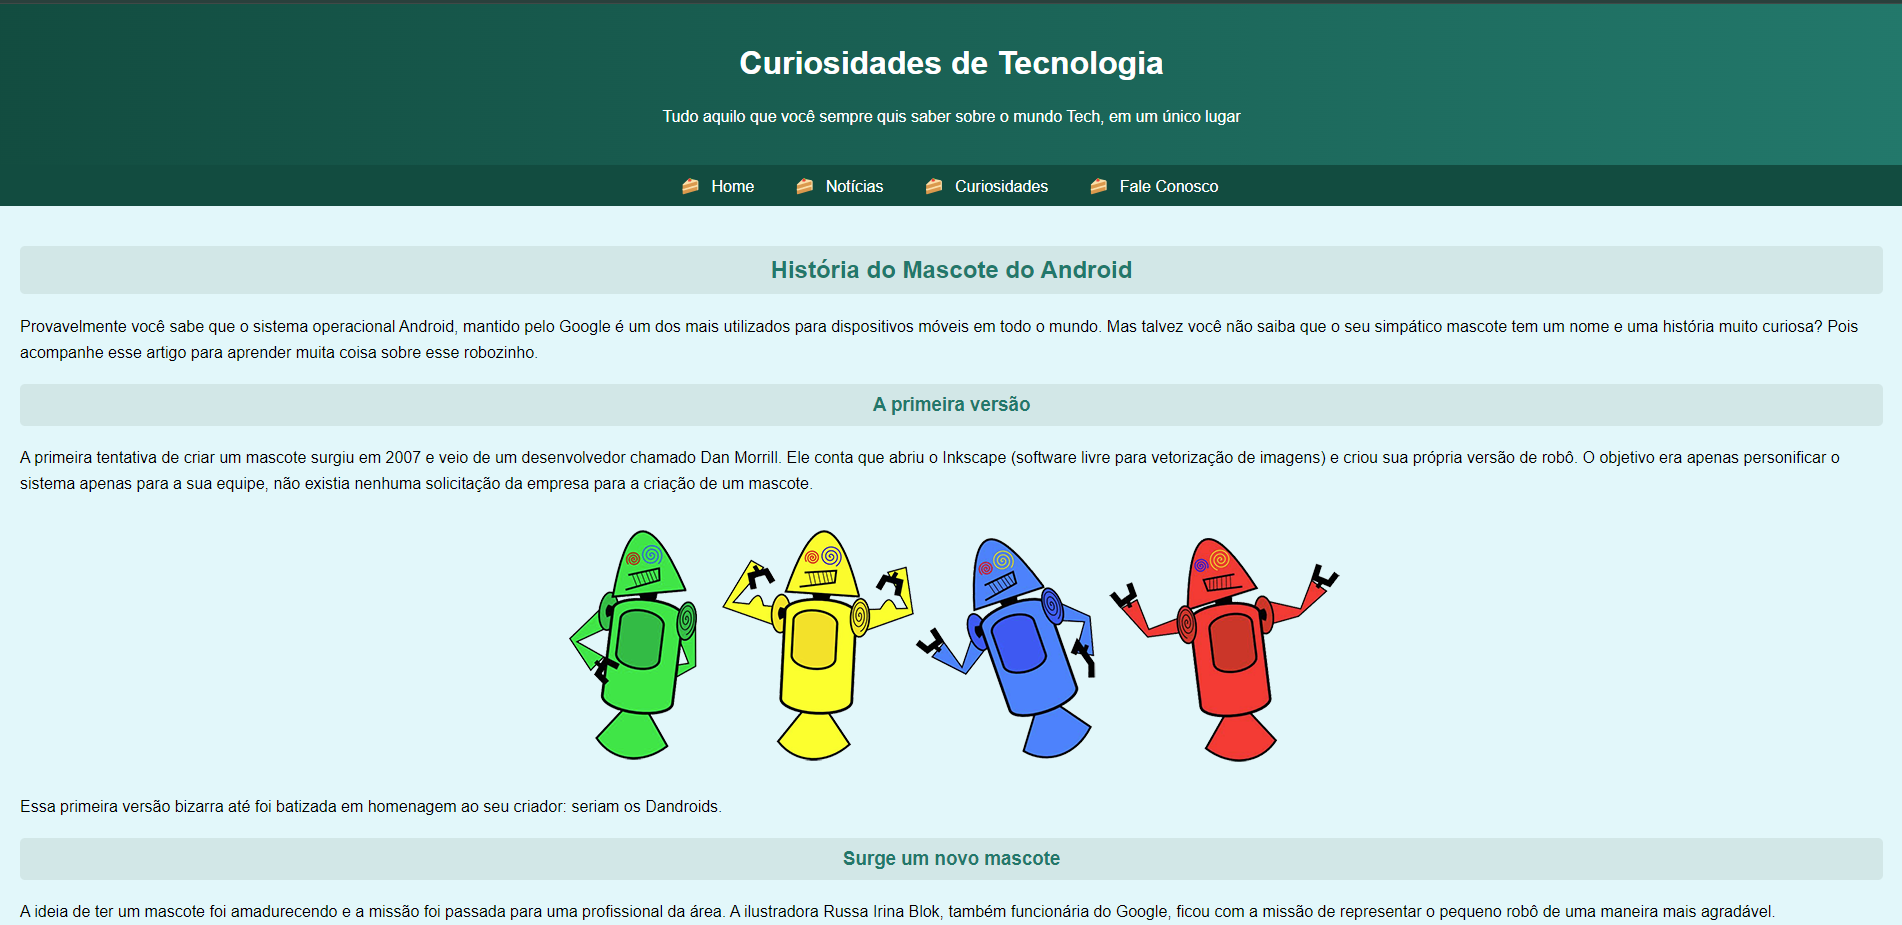 Curiosidades de Tecnologia
Tudo aquilo que você sempre quis saber sobre o mundo Tech, em um único lugar
Home Notícias Curiosidades Fale Conosco
História do Mascote do Android
Provavelmente você sabe que o sistema operacional Android, mantido pelo Google é um dos mais utilizados para dispositivos móveis em todo o mundo. Mas talvez você não saiba que o seu simpático mascote tem um nome e uma história muito curiosa? Pois
acompanhe esse artigo para aprender muita coisa sobre esse robozinho.
A primeira versão
A primeira tentativa de criar um mascote surgiu em 2007 e veio de um desenvolvedor chamado Dan Morrill. Ele conta que abriu o Inkscape (software livre para vetorização de imagens) e criou sua própria versão de robô. O objetivo era apenas personificar o
sistema apenas para a sua equipe, não existia nenhuma solicitação da empresa para a criação de um mascote.
Essa primeira versão bizarra até foi batizada em homenagem ao seu criador: seriam os Dandroids.
Surge um novo mascote
A ideia de ter um mascote foi amadurecendo e a missão foi passada para uma profissional da área. A ilustradora Russa Irina Blok, também funcionária do Google, ficou com a missão de representar o pequeno robô de uma maneira mais agradável.